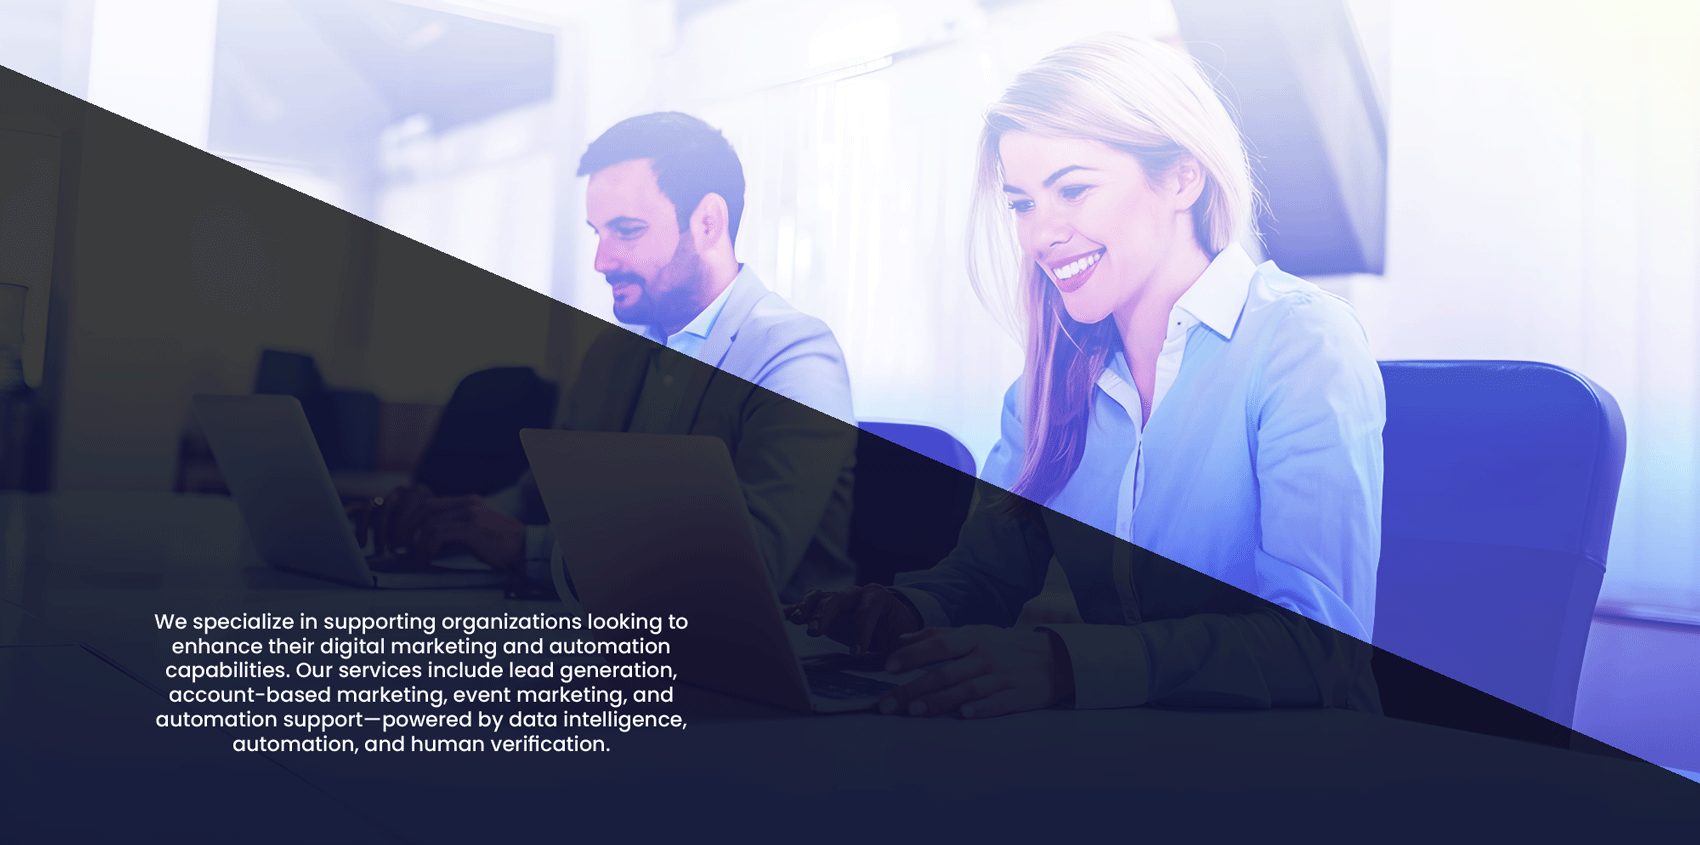 We specialize in supporting organizations looking to
enhance their digital marketing and automation
capabilities. Our services include lead generation,
account-based marketing, event marketing, and
automation support—powered by data intelligence,
automation, and human verification.